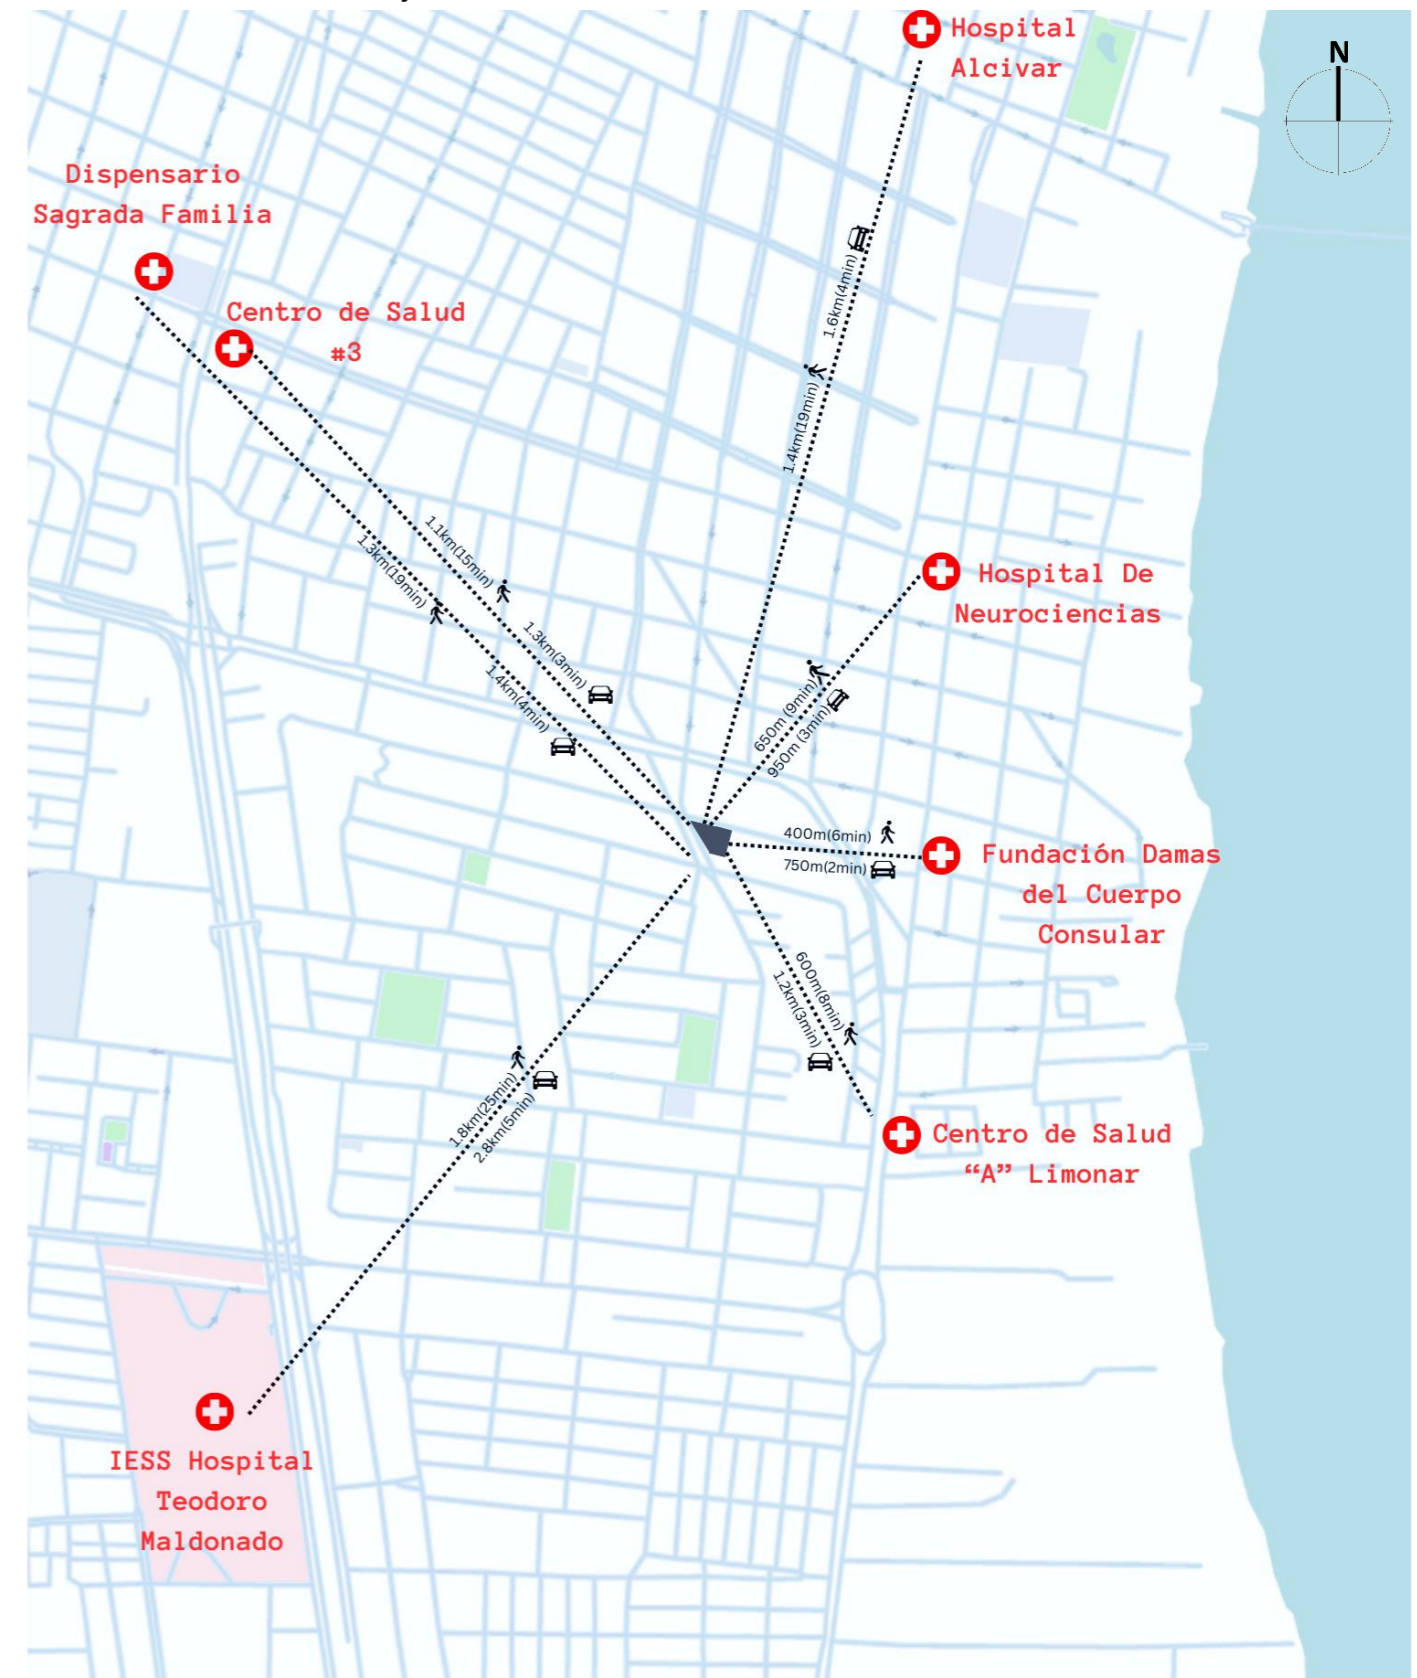 Hospital
Alcivar
N
Dispensario
Sagrada Familia
Centro de Salud
#3
1.6km(4min)
1.4km(19min)
1.1km(15min)
1.3km(19min)
1.3km(3min)
1.4km(4min)
Hospital De
Neurociencias
650m (9min)
950m (3min)
400m(6min)
750m(2min)
Fundación Damas
del Cuerpo
Consular
600m(8min)
1.2km(3min)
1.8km(25min)
2.8km(5min)
Centro de Salud
“A” Limonar
IESS Hospital
Teodoro
Maldonado